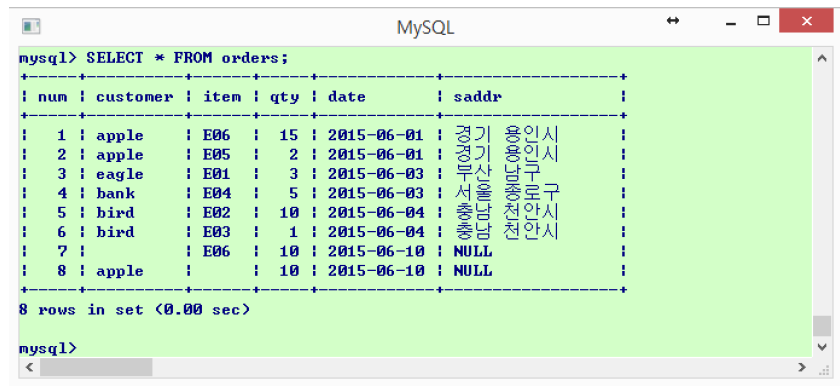 MySQL
mysql> SELECT * FROM orders;
+------+----------+------+------+------------+------------------+
| num | customer | item | qty | date | saddr |
+------+----------+------+------+------------+------------------+
| 1 | apple | E06 | 15 | 2015-06-01 | 경기 용인시 |
| 2 | apple | E05 | 2 | 2015-06-01 | 경기 용인시 |
| 3 | eagle | E01 | 3 | 2015-06-03 | 부산 남구 |
| 4 | bank | E04 | 5 | 2015-06-03 | 서울 종로구 |
| 5 | bird | E02 | 10 | 2015-06-04 | 충남 천안시 |
| 6 | bird | E03 | 1 | 2015-06-04 | 충남 천안시 |
| 7 | | E06 | 10 | 2015-06-10 | NULL |
| 8 | apple | | 10 | 2015-06-10 | NULL |
+------+----------+------+------+------------+------------------+
8 rows in set (0.00 sec)
mysql>